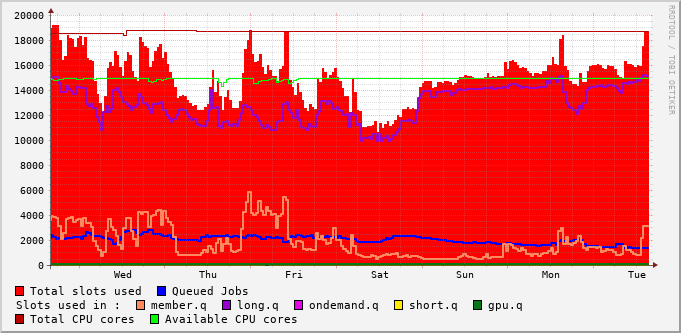 20000
18000
16000
14000
12000
10000
8000
6000
4000
2000
0
Wed Thu Fri Sat Sun Mon Tue
RRDTOOL / TOBI OETIKER
Total slots used Queued Jobs
Slots used in : member.q long.q ondemand.q short.q gpu.q
Total CPU cores Available CPU cores